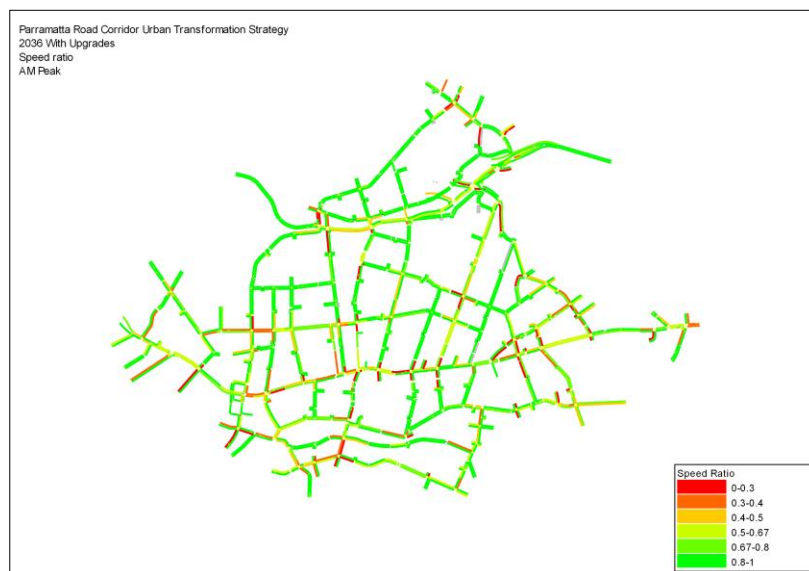 Parramatta Road Corridor Urban Transformation Strategy
2036 With Upgrades
Speed ratio
AM Peak
Speed Ratio
0-0.3
0.3-0.4
0.4-0.5
0.5-0.67
0.67-0.8
0.8-1